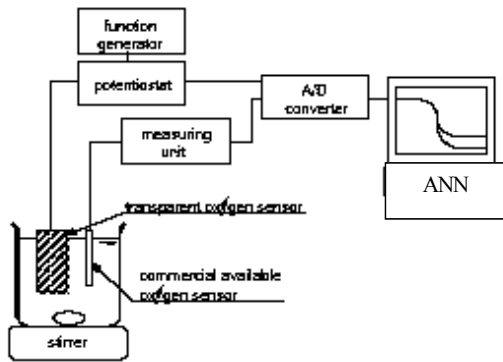 function
generator
potentiostat
A/D
converter
measuring
unit
ANN
transparent oxygen sensor
commercial available
oxygen sensor
stirrer